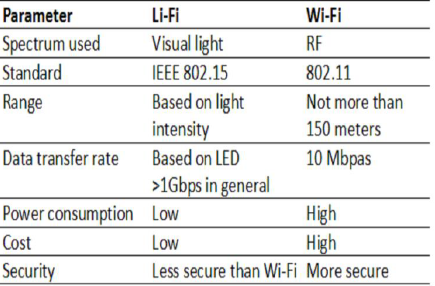 Parameter Li-Fi Wi-Fi
Spectrum used Visual light RF
Standard IEEE 802.15 802.11
Range Based on light Not more than
intensity 150 meters
Data transfer rate Based on LED 10 Mbpas
>1Gbps in general
Power consumption Low High
Cost Low High
Security Less secure than Wi-Fi More secure